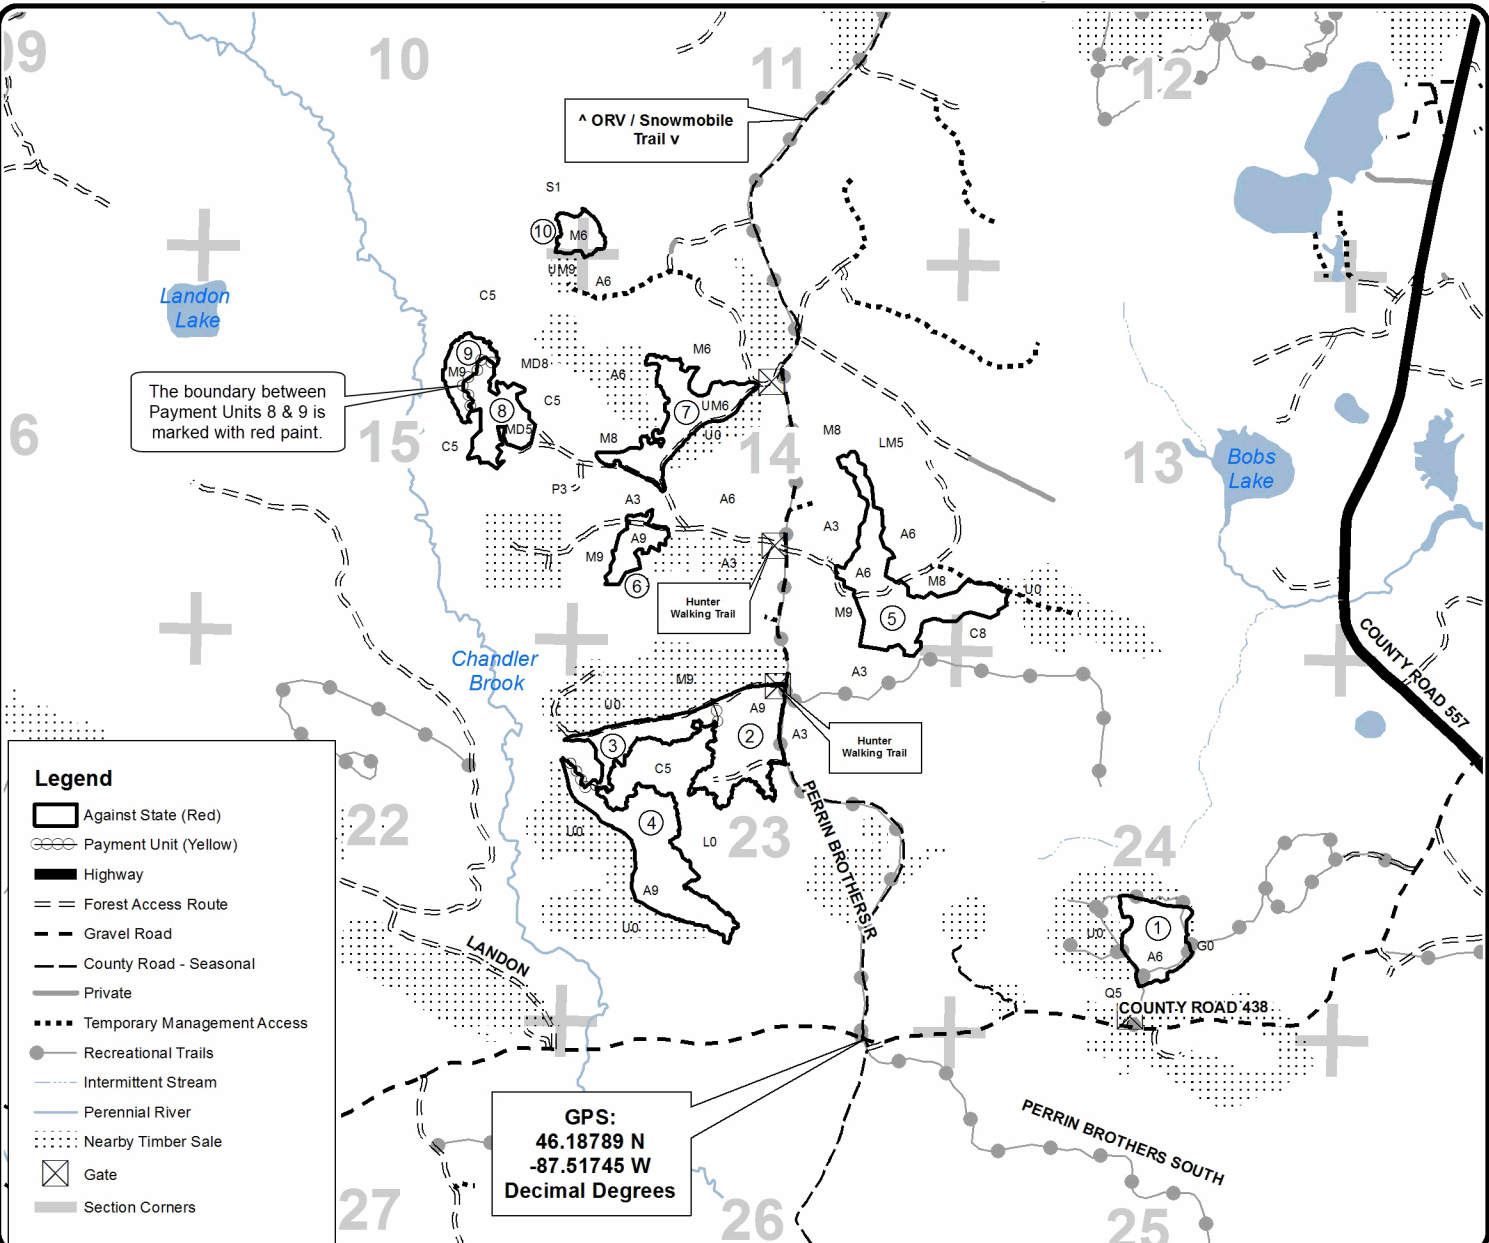 09
10
11
12
^ ORV / Snowmobile
Trail v
S1
10
M6
UM9
A6
C5
Landon
Lake
9
M9
MD8
M6
A6
The boundary between
Payment Units 8 & 9 is
marked with red paint.
8
C5
7
UM6
MD5
U0
M8
C5
6
15
14
M8
LM5
13
Bobs
Lake
P3
A3
A6
A3
A6
A9
M9
A3
6
A6
M8
U0
Hunter
Walking Trail
M9
5
C8
COUNTY ROAD 557
Chandler
Brook
M9
A3
U0
A9
2
A3
Hunter
Walking Trail
3
C5
PERRIN BROTHERS R
22
4
U0
L0
23
24
A9
U0
LANDON
1
U0
G0
A6
Q5
COUNTY ROAD 438
GPS:
46.18789 N
-87.51745 W
Decimal Degrees
PERRIN BROTHERS SOUTH
27
26
25
Legend
Against State (Red)
Payment Unit (Yellow)
Highway
Forest Access Route
Gravel Road
County Road - Seasonal
Private
Temporary Management Access
Recreational Trails
Intermittent Stream
Perennial River
Nearby Timber Sale
Gate
Section Corners